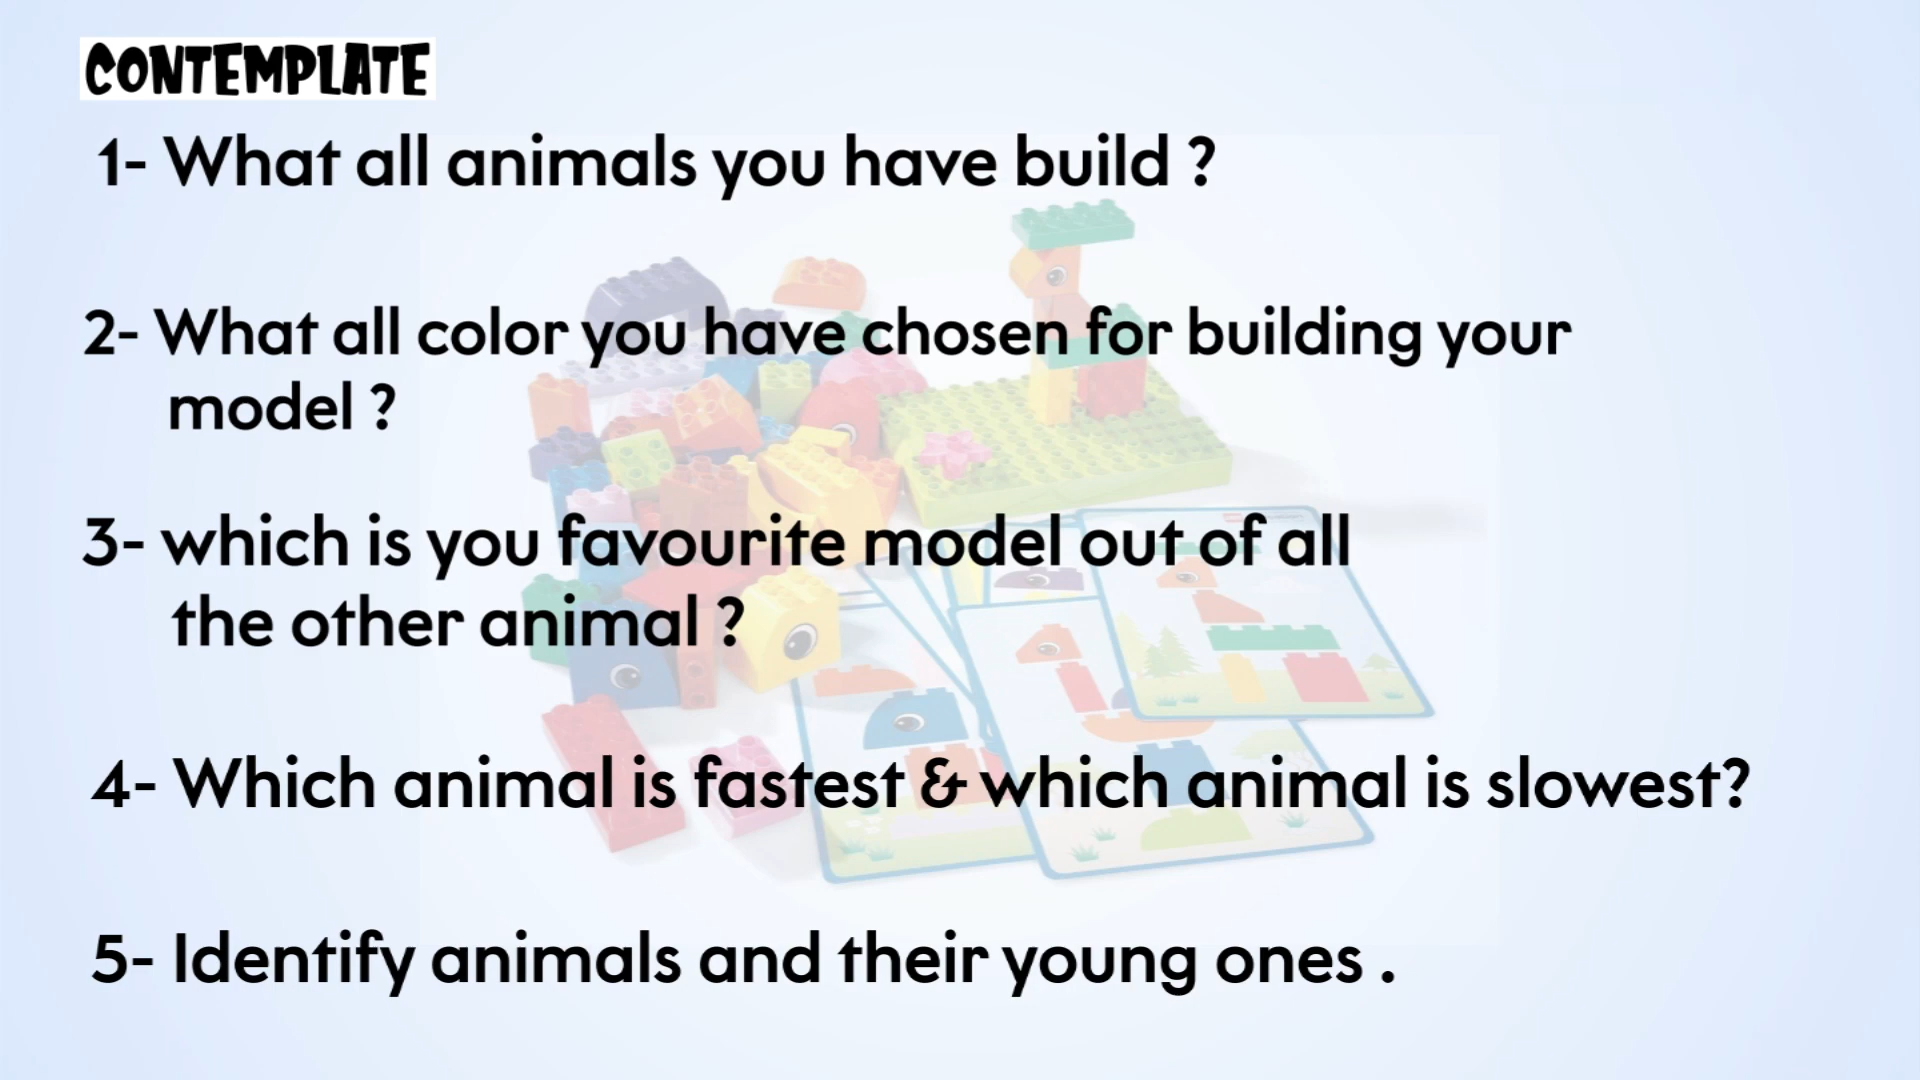 CONTEMPLATE
1- What all animals you have build ?
2- What all color you have chosen for building your
model ?
3- which is you favourite model out of all
the other animal ?
4- Which animal is fastest & which animal is slowest?
5- Identify animals and their young ones .